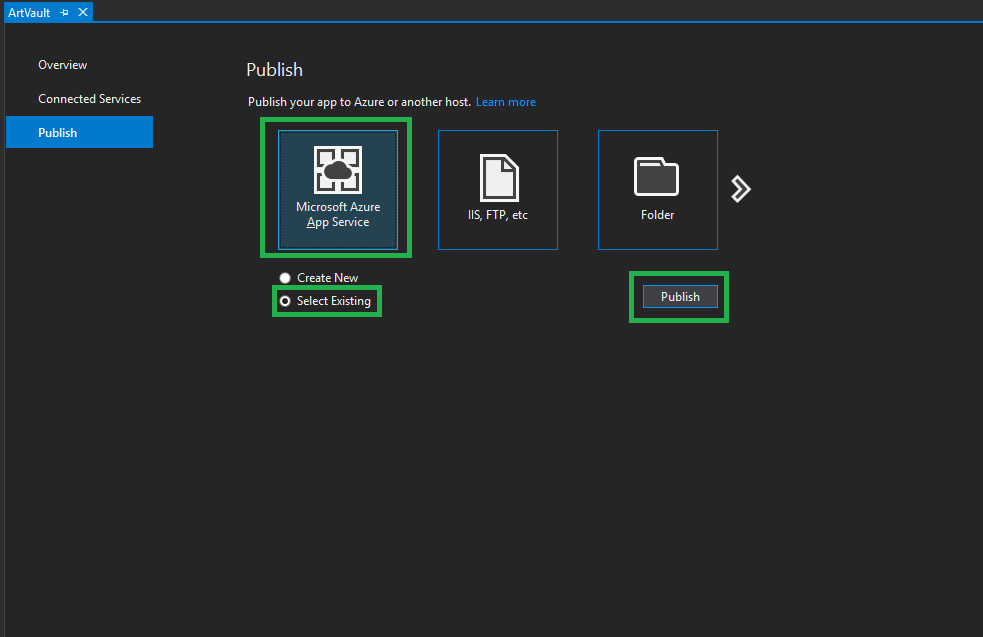 ArtVault
Overview
Connected Services
Publish
Publish
Publish your app to Azure or another host. Learn more
Microsoft Azure
App Service
IIS, FTP, etc
Folder
Create New
Select Existing
Publish